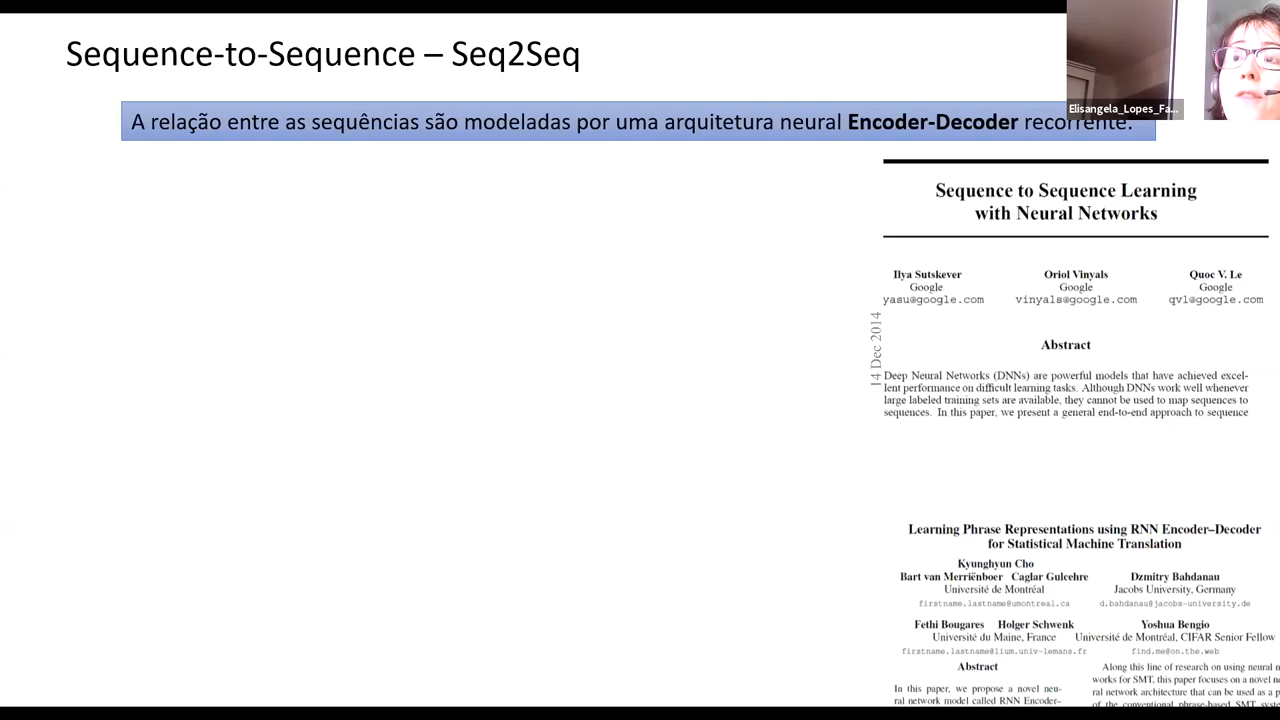 Sequence-to-Sequence – Seq2Seq
Elisangela_Lopes_Fa...
A relação entre as sequências são modeladas por uma arquitetura neural Encoder-Decoder recorrente.
Sequence to Sequence Learning
with Neural Networks
Ilya Sutskever Oriol Vinyals Quoc V. Le
Google Google Google
yasu@google.com vinyals@google.com qvl@google.com
14 Dec 2014
Abstract
Deep Neural Networks (DNNs) are powerful models that have achieved excel-
lent performance on difficult learning tasks. Although DNNs work well whenever
large labeled training sets are available, they cannot be used to map sequences to
sequences. In this paper, we present a general end-to-end approach to sequence
Learning Phrase Representations using RNN Encoder–Decoder
for Statistical Machine Translation
Kyunghyun Cho
Bart van Merriënboer Caglar Gulcehre Dzmitry Bahdanau
Université de Montréal Jacobs University, Germany
firstname.lastname@umontreal.ca d.bahdanau@jacobs-university.de
Fethi Bougares Holger Schwenk Yoshua Bengio
Université du Maine, France Université de Montréal, CIFAR Senior Fellow
firstname.lastname@lium.univ-lemans.fr find.me@on.the.web
Abstract
In this paper, we propose a novel neu-
ral network model called RNN Encoder–
Along this line of research on using neural n
works for SMT, this paper focuses on a novel n
ral network architecture that can be used as a p
of the conventional phrase-based SMT syste